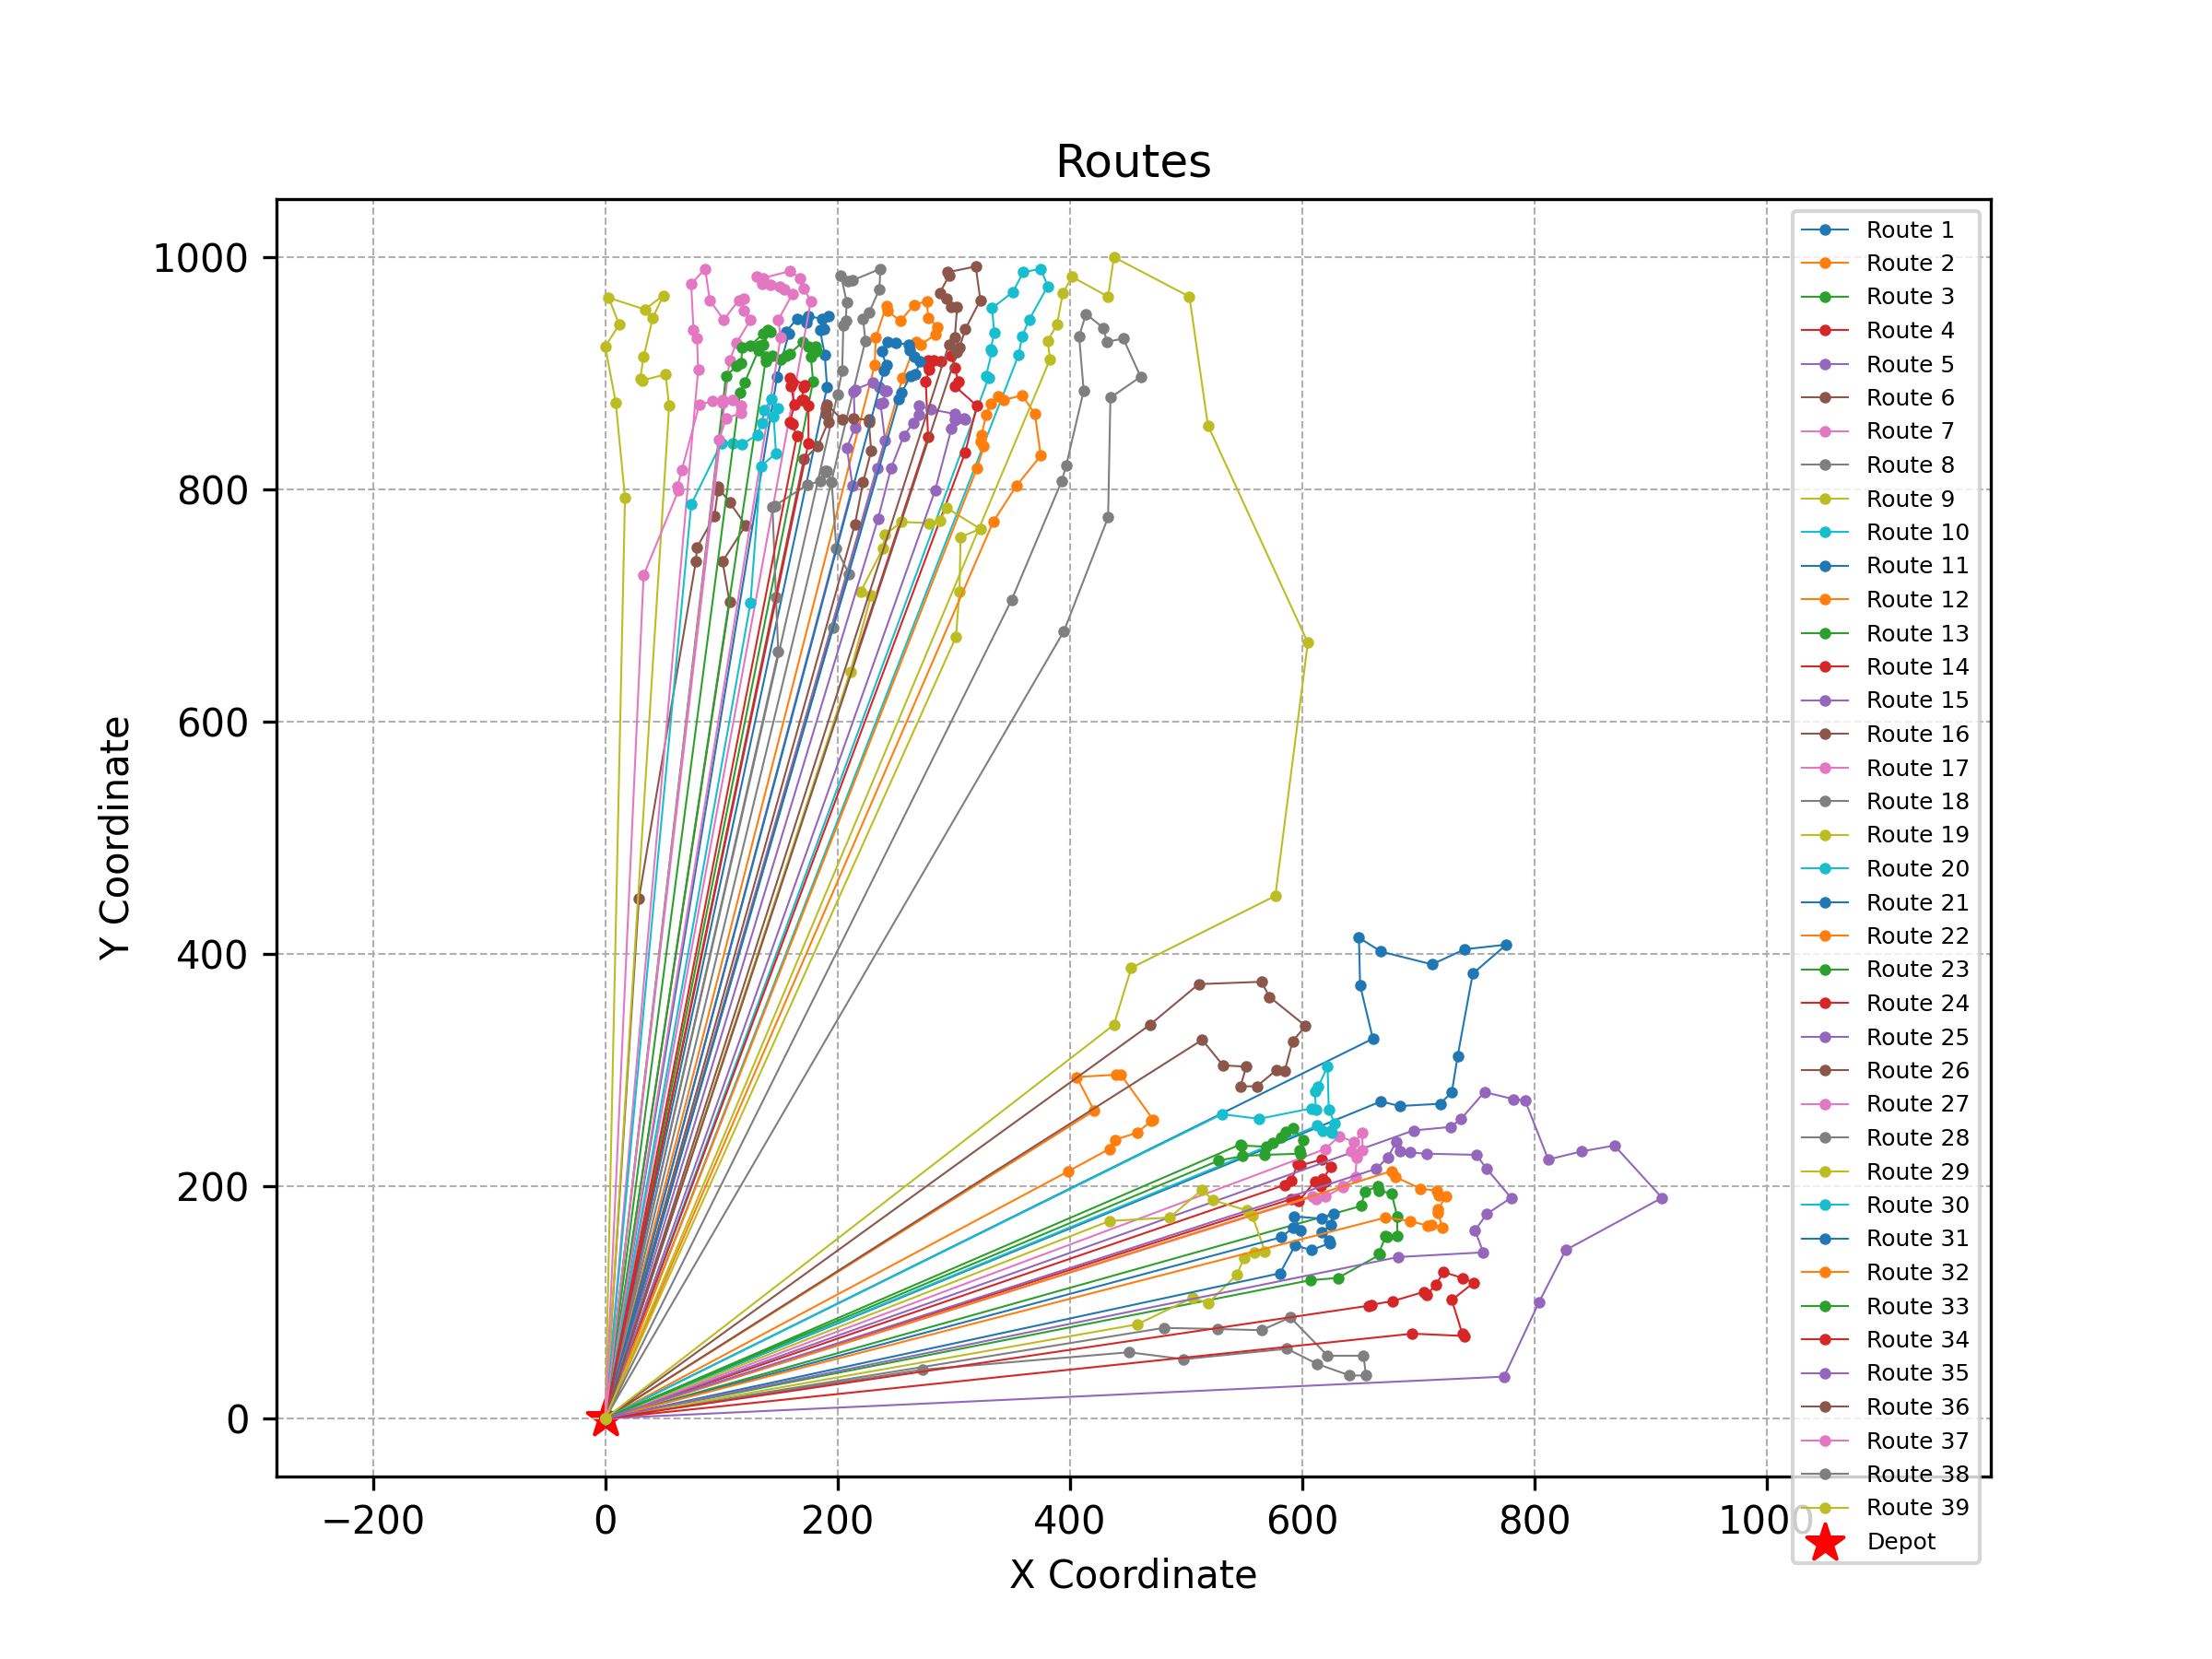 Routes
Y Coordinate
1000
800
600
400
200
0
−200
0
200
400
600
800
1000
X Coordinate
Route 1
Route 2
Route 3
Route 4
Route 5
Route 6
Route 7
Route 8
Route 9
Route 10
Route 11
Route 12
Route 13
Route 14
Route 15
Route 16
Route 17
Route 18
Route 19
Route 20
Route 21
Route 22
Route 23
Route 24
Route 25
Route 26
Route 27
Route 28
Route 29
Route 30
Route 31
Route 32
Route 33
Route 34
Route 35
Route 36
Route 37
Route 38
Route 39
Depot